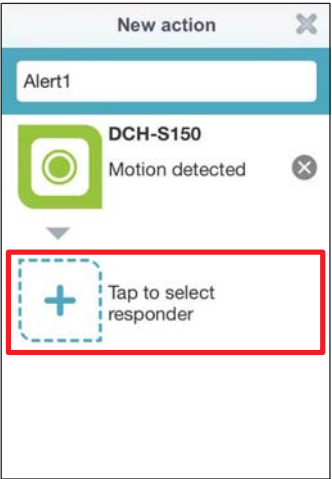 New action
Alert1
DCH-S150
Motion detected
Tap to select
responder